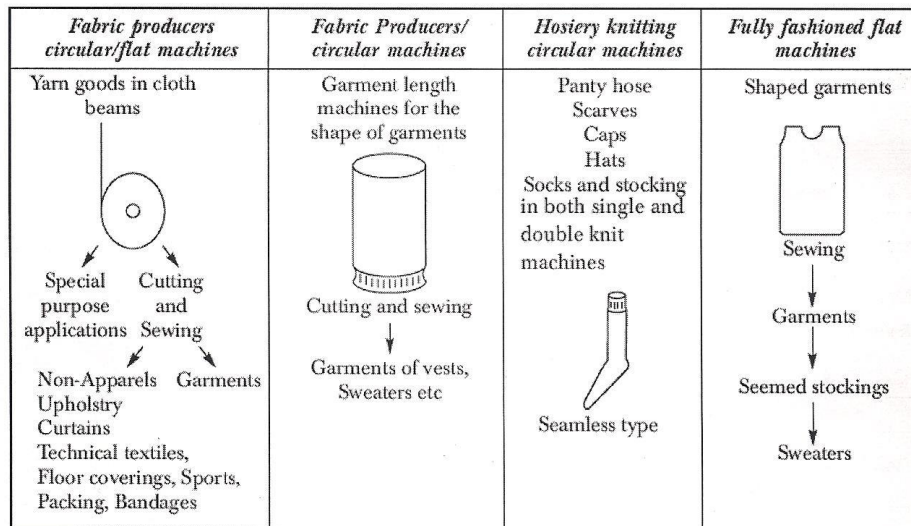 Fabric producers
circular/flat machines
Yarn goods in cloth
beams
Special
purpose
applications
Cutting
and
Sewing
Non-Apparels
Upholstry
Curtains
Technical textiles,
Floor coverings, Sports,
Packing, Bandages
Garments
Fabric Producers/
circular machines
Garment length
machines for the
shape of garments
Cutting and sewing
Garments of vests,
Sweaters etc
Hosiery knitting
circular machines
Panty hose
Scarves
Caps
Hats
Socks and stocking
in both single and
double knit
machines
Seamless type
Fully fashioned flat
machines
Shaped garments
Sewing
Garments
Seemed stockings
Sweaters